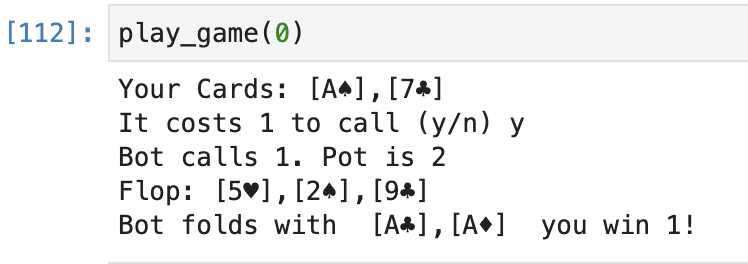 [112]: play_game(0)
Your Cards: [A♠],[7♣]
It costs 1 to call (y/n) y
Bot calls 1. Pot is 2
Flop: [5♥],[2♠],[9♣]
Bot folds with  [A♣],[A♦]  you win 1!